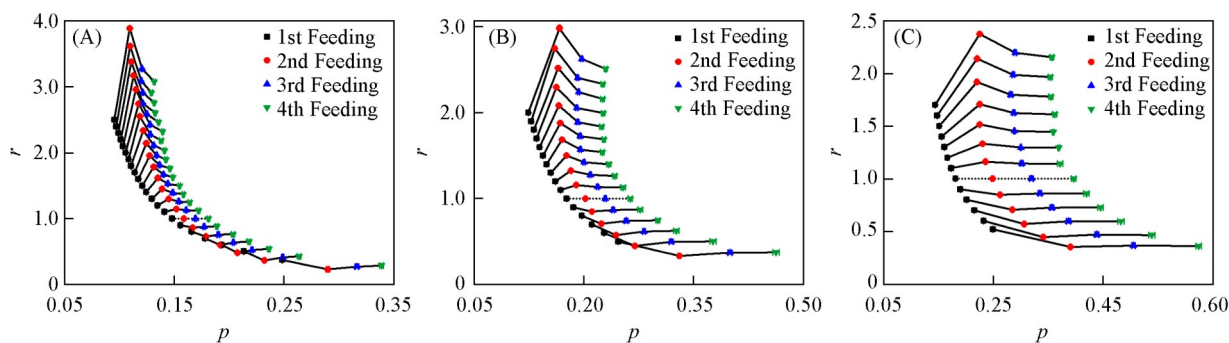 (A)
r
4.0
3.0
2.0
1.0
0
0.05
0.15
0.25
0.35
p
1st Feeding
2nd Feeding
3rd Feeding
4th Feeding
(B)
r
3.0
2.0
1.0
0
0.05
0.20
0.35
0.50
p
1st Feeding
2nd Feeding
3rd Feeding
4th Feeding
(C)
r
2.5
2.0
1.5
1.0
0.5
0
0.05
0.25
0.45
0.60
p
1st Feeding
2nd Feeding
3rd Feeding
4th Feeding